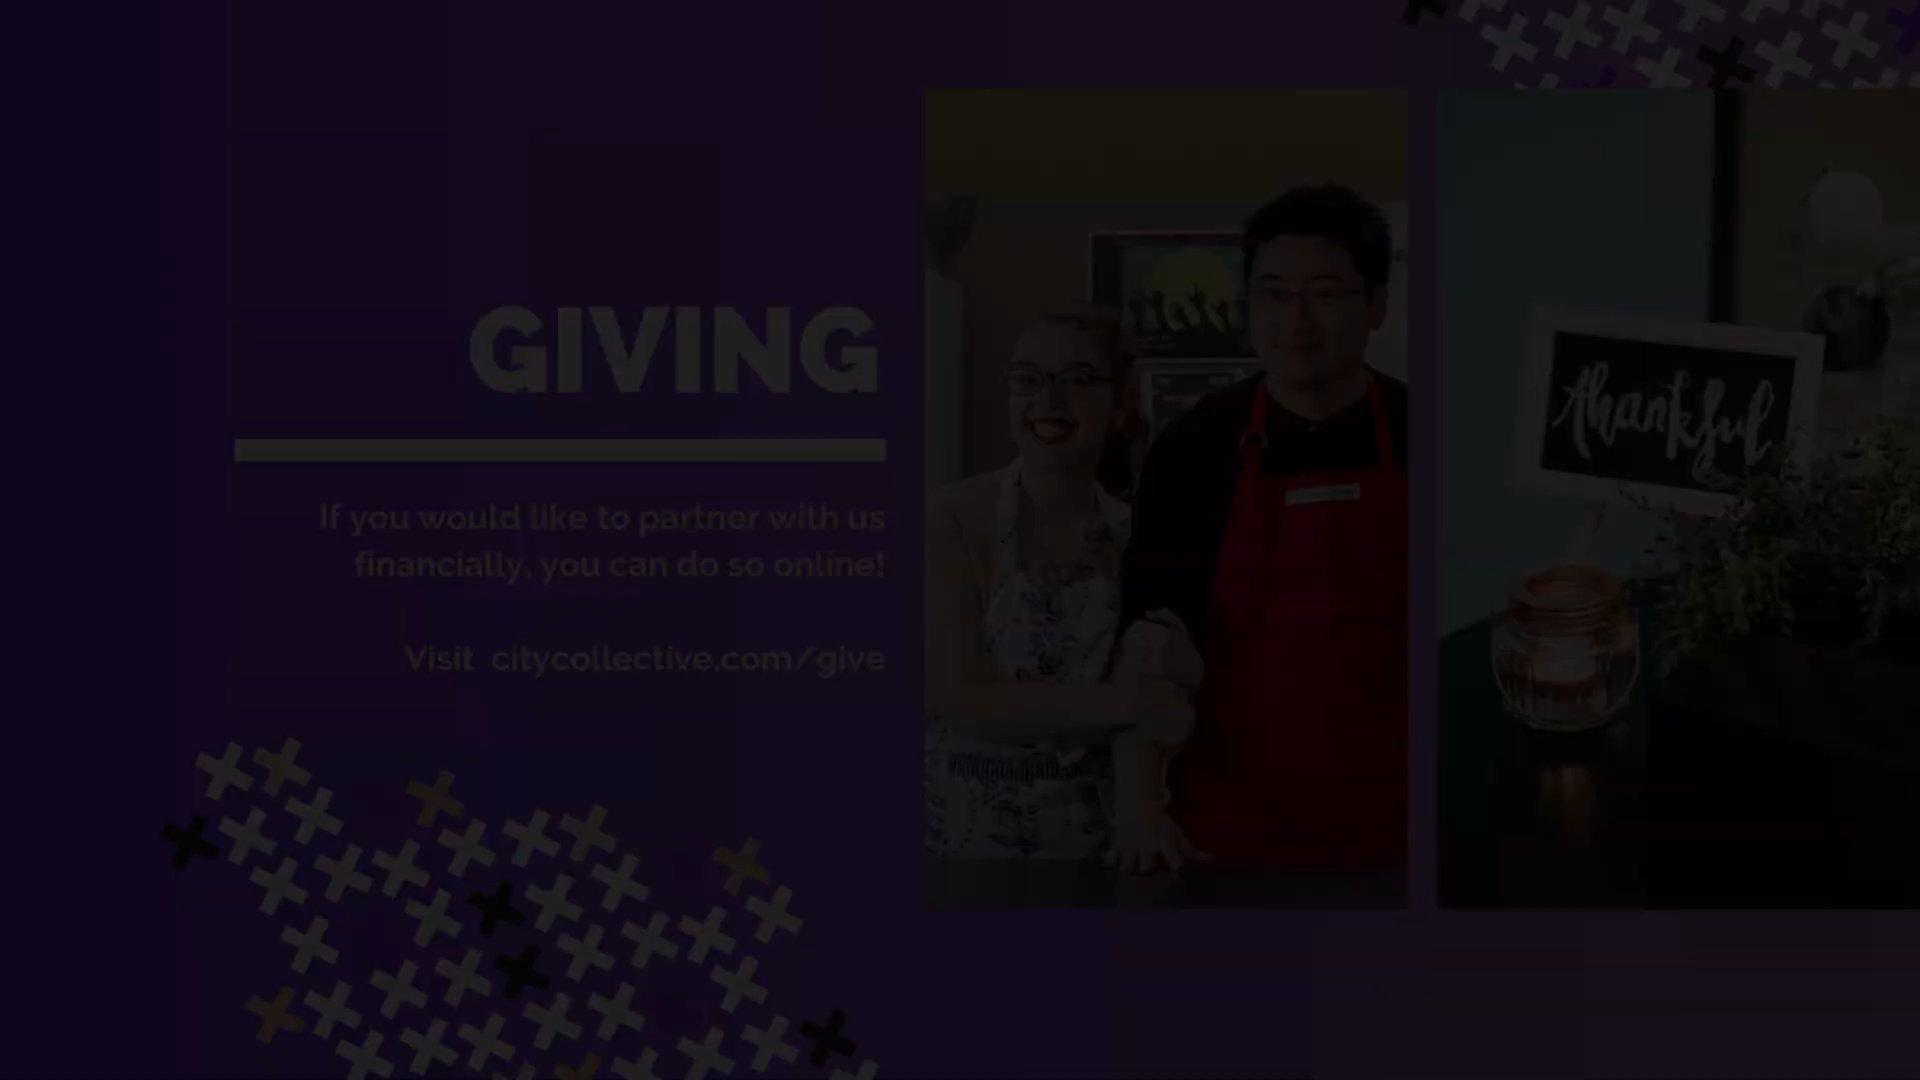 GIVING
If you would like to partner with us
financially, you can do so online!
Visit citycollective.com/give
thankful